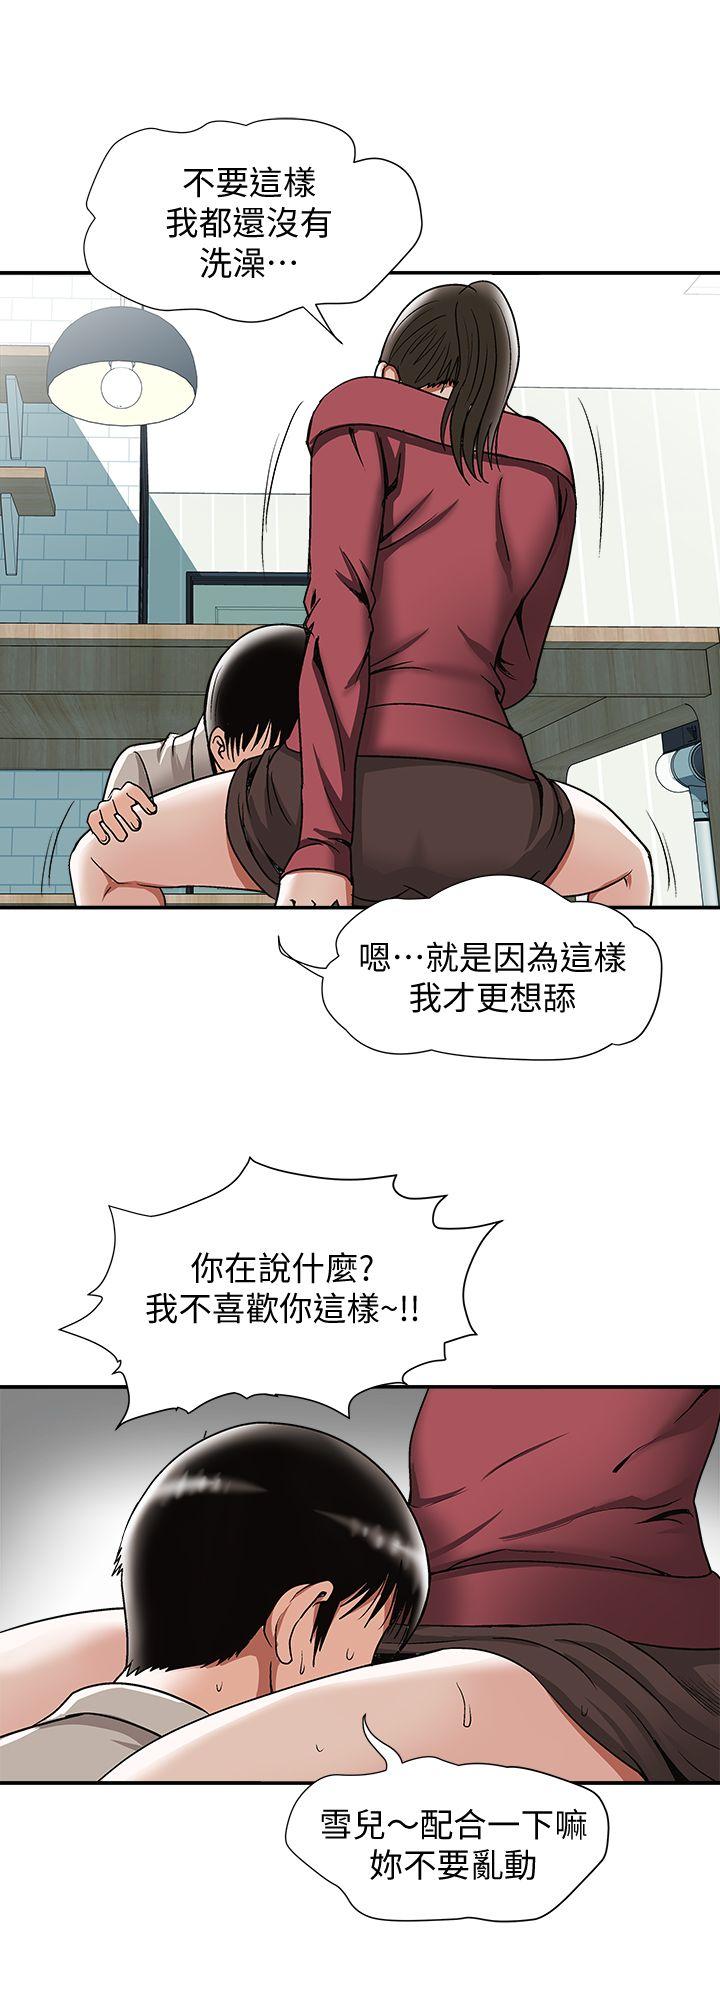 不要這樣
我都還沒有
洗澡…
嗯…就是因為這樣
我才更想舔
你在說什麼?
我不喜歡你這樣~!!
雪兒～配合一下嘛
妳不要亂動